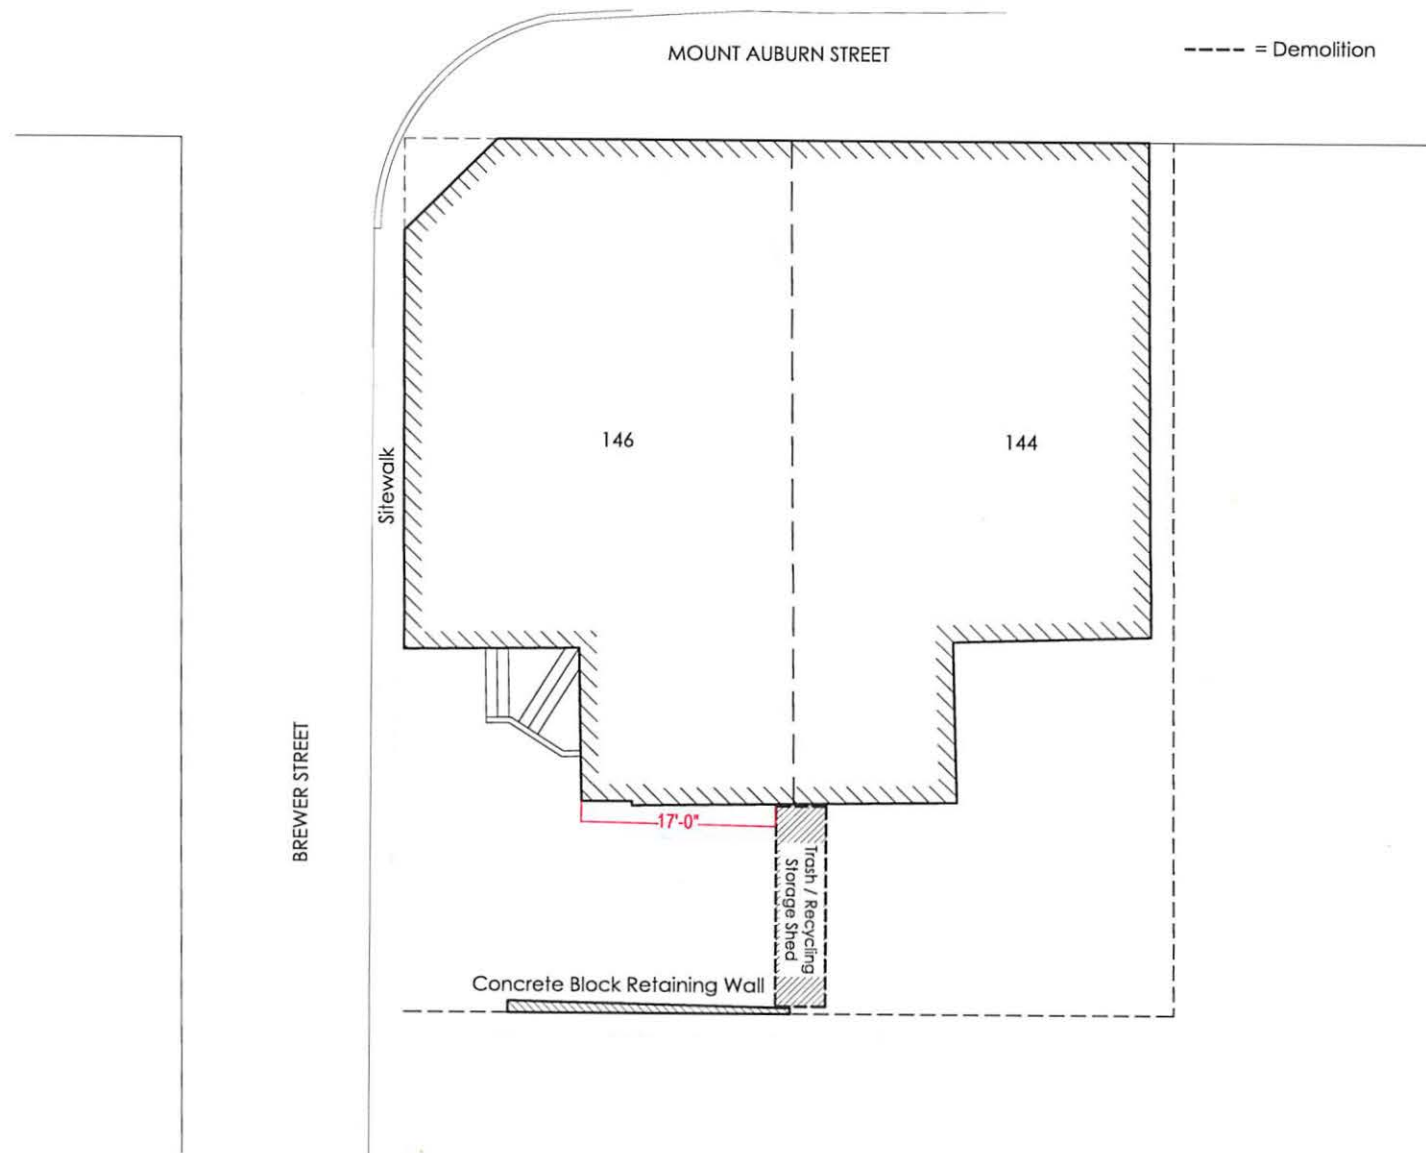 MOUNT AUBURN STREET
= Demolition
146
144
Sitewalk
BREWER STREET
17'-0"
Trash / Recycling
Storage Shed
Concrete Block Retaining Wall